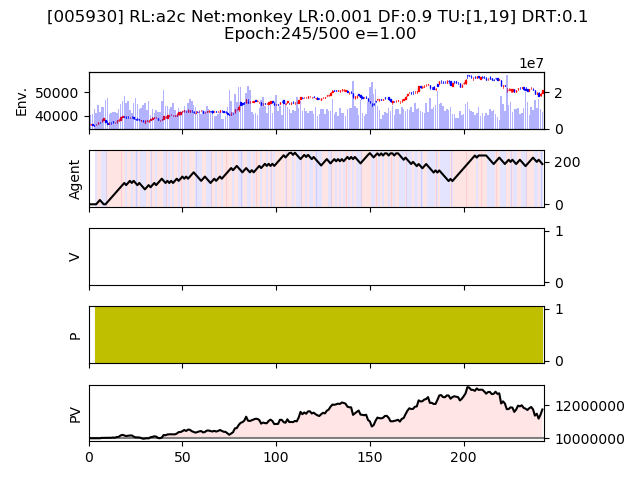 [005930] RL:a2c Net:monkey LR:0.001 DF:0.9 TU:[1,19] DRT:0.1
Epoch:245/500 e=1.00
1e7
Env.
50000
40000
2
0
Agent
200
0
V
1
0
P
1
0
PV
12000000
10000000
0 50 100 150 200